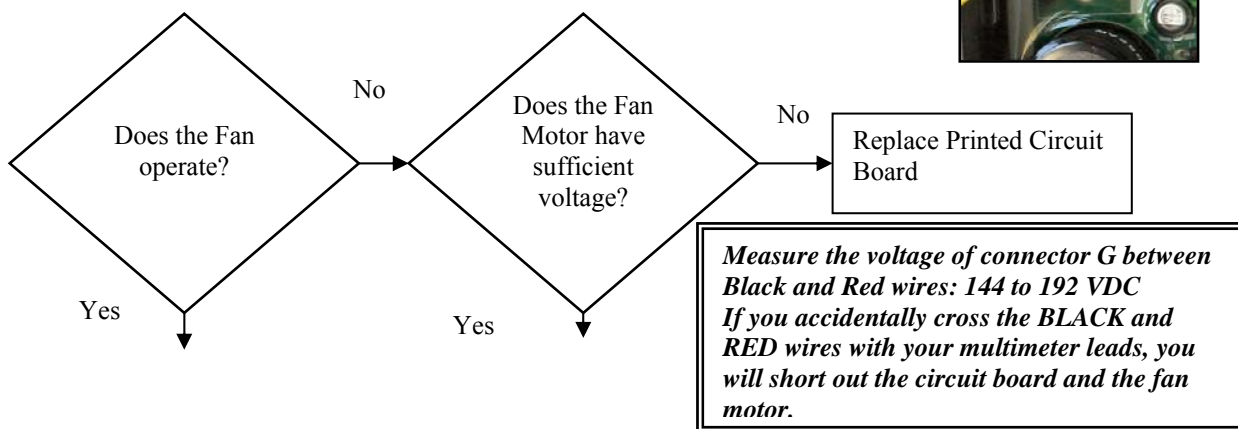 No
No
Does the Fan
operate?
Does the Fan
Motor have
sufficient
voltage?
Replace Printed Circuit
Board
Yes
Yes
Measure the voltage of connector G between
Black and Red wires: 144 to 192 VDC
If you accidentally cross the BLACK and
RED wires with your multimeter leads, you
will short out the circuit board and the fan
motor.